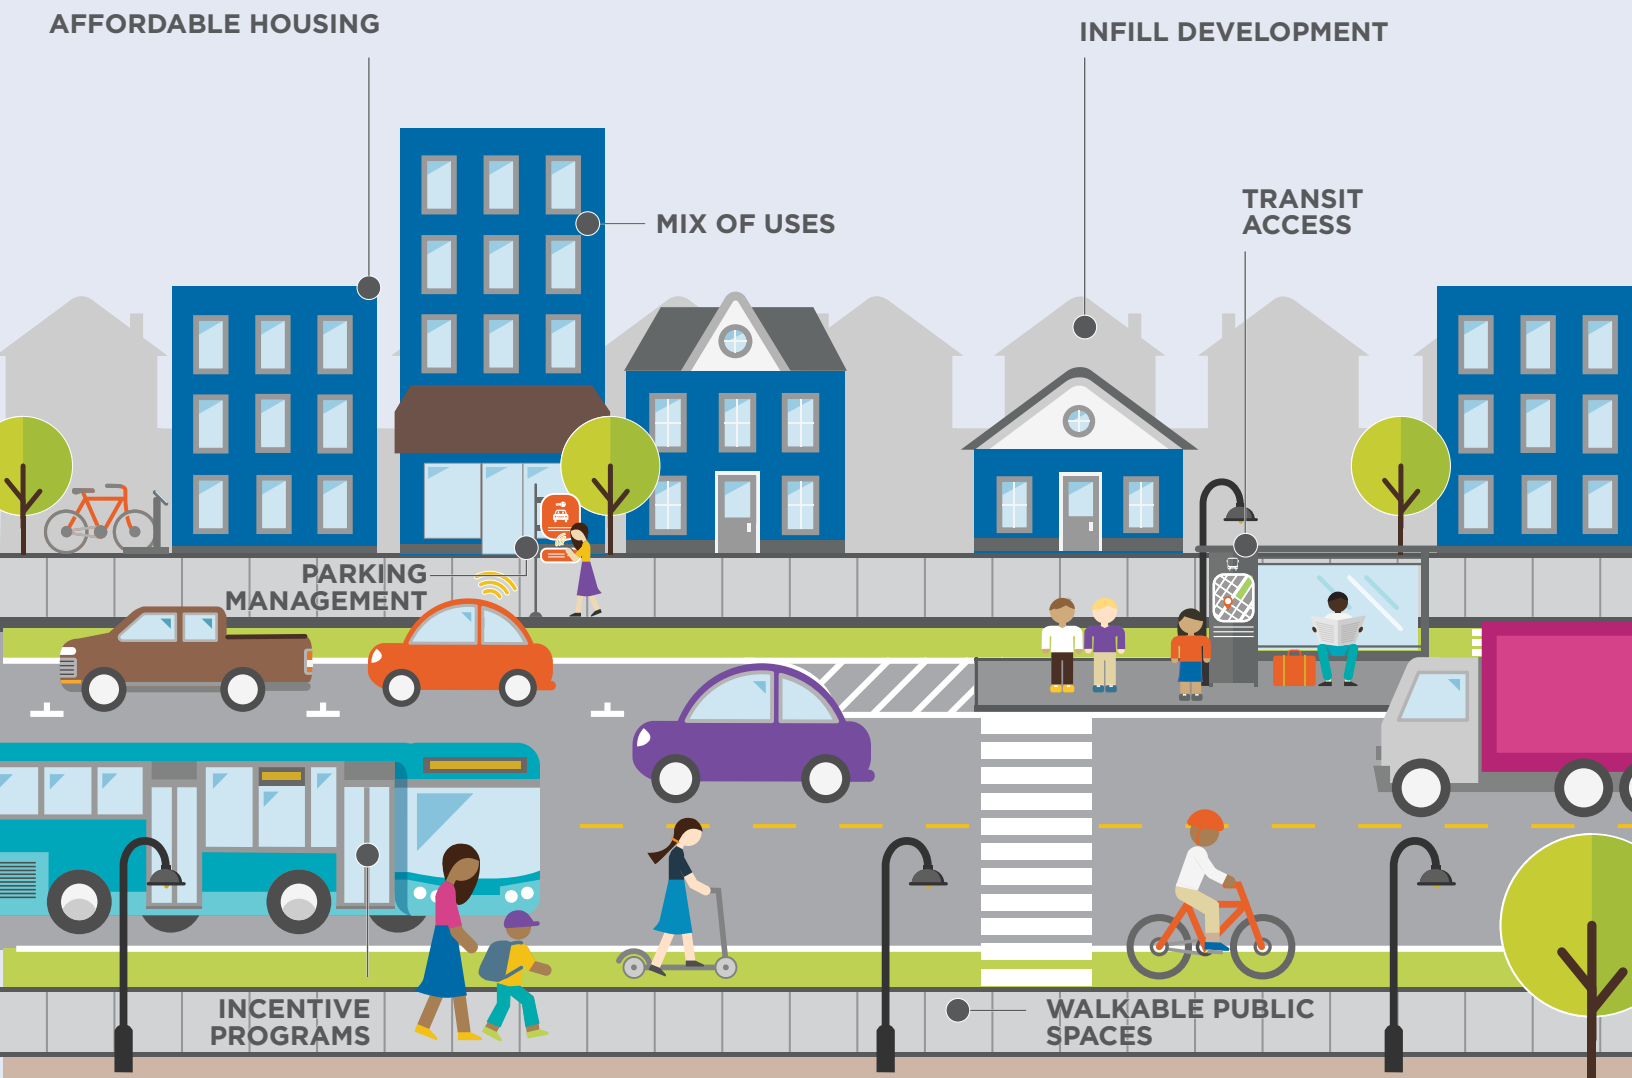 AFFORDABLE HOUSING
INFILL DEVELOPMENT
TRANSIT
ACCESS
MIX OF USES
PARKING
MANAGEMENT
INCENTIVE
PROGRAMS
WALKABLE PUBLIC
SPACES